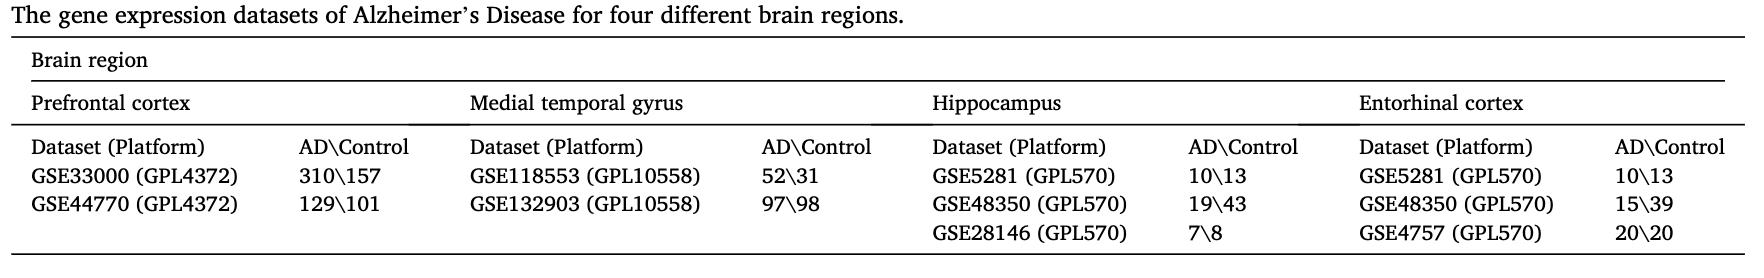 The gene expression datasets of Alzheimer’s Disease for four different brain regions.
Brain region
Prefrontal cortex Medial temporal gyrus Hippocampus Entorhinal cortex
Dataset (Platform) AD\Control Dataset (Platform) AD\Control Dataset (Platform) AD\Control Dataset (Platform) AD\Control
GSE33000 (GPL4372) 310\157 GSE118553 (GPL10558) 52\31 GSE5281 (GPL570) 10\13 GSE5281 (GPL570) 10\13
GSE44770 (GPL4372) 129\101 GSE132903 (GPL10558) 97\98 GSE48350 (GPL570) 19\43 GSE48350 (GPL570) 15\39
GSE28146 (GPL570) 7\8 GSE4757 (GPL570) 20\20